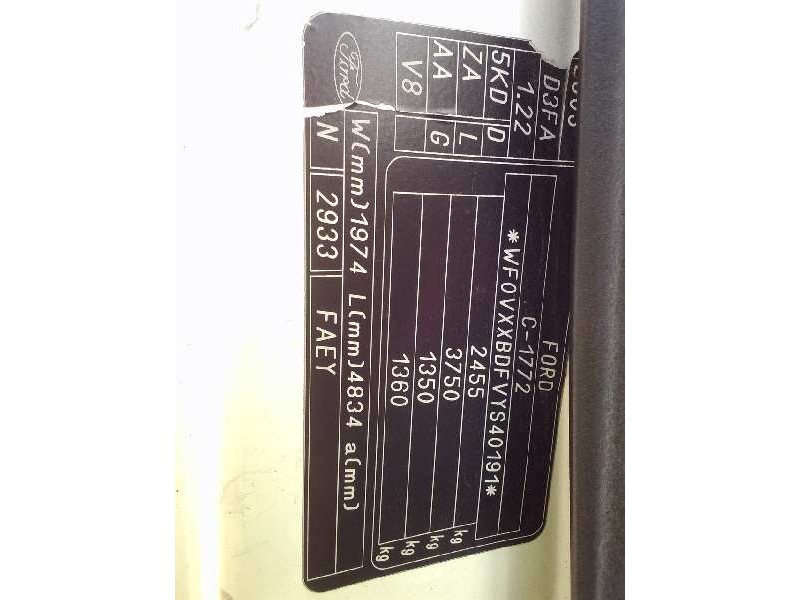 D3FA
1.22
5KD D
ZA L
AA G
V8
FORD
C-1772
*WF0VXXBDFVYS40191*
2455 kg
3750 kg
1350 kg
1360 kg
Ford
W(mm)1974 L(mm)4834 a(mm)
N 2933 FAEY